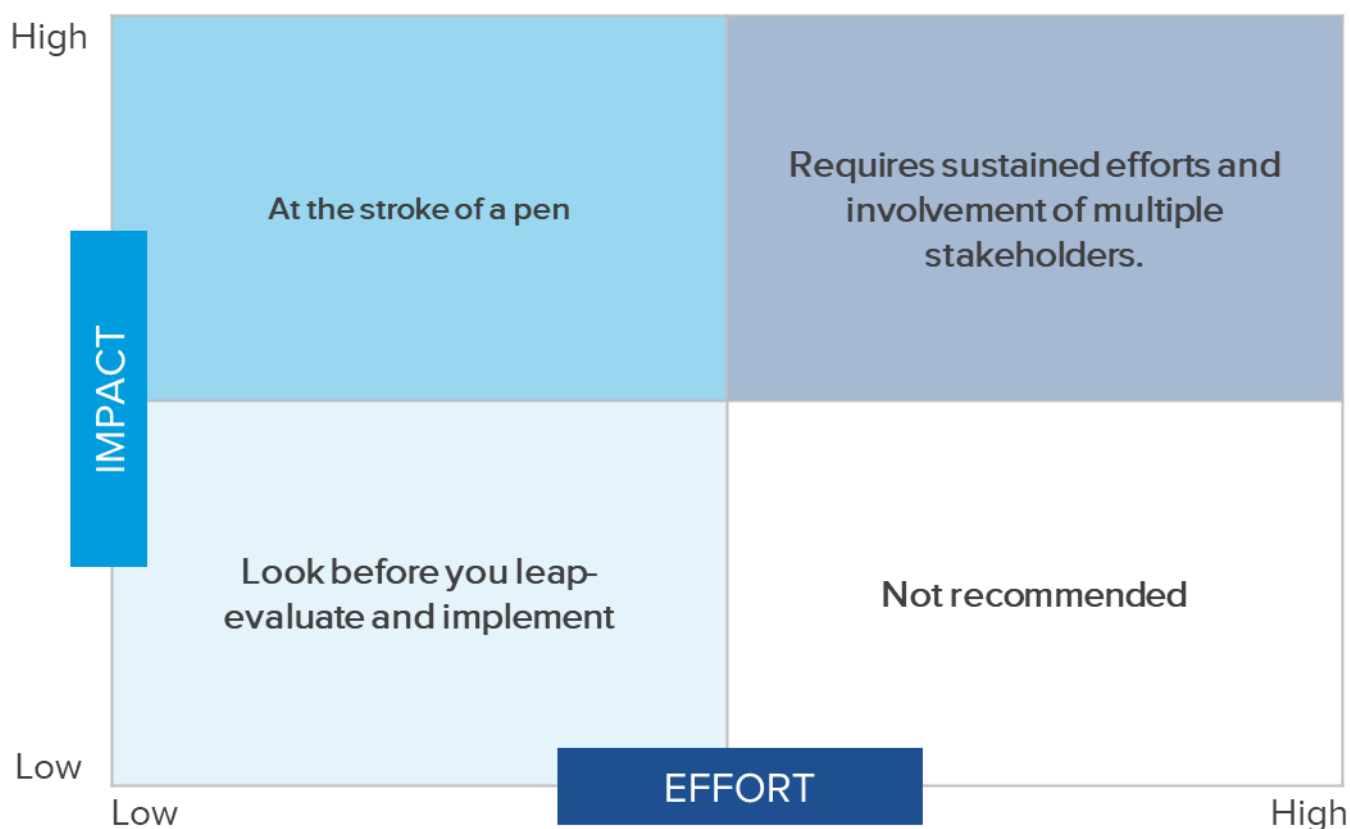 High
At the stroke of a pen
Requires sustained efforts and
involvement of multiple
stakeholders.
IMPACT
Look before you leap-
evaluate and implement
Not recommended
Low
EFFORT
Low
High